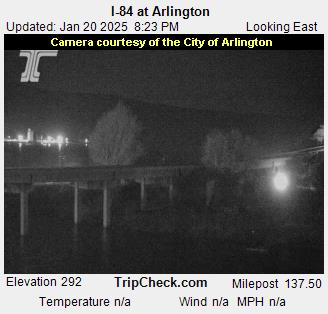 I-84 at Arlington
Updated: Jan 20 2025 8:23 PM Looking East
Camera courtesy of the City of Arlington
Elevation 292 TripCheck.com Milepost 137.50
Temperature n/a Wind n/a MPH n/a